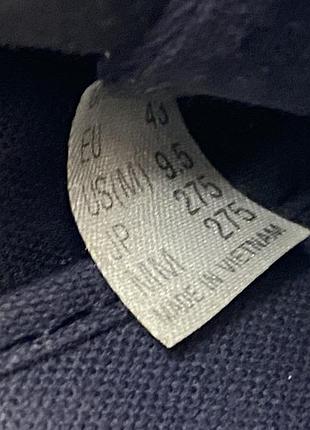 EU 43
US(M) 9.5
JP 275
MM 275
MADE IN VIETNAM